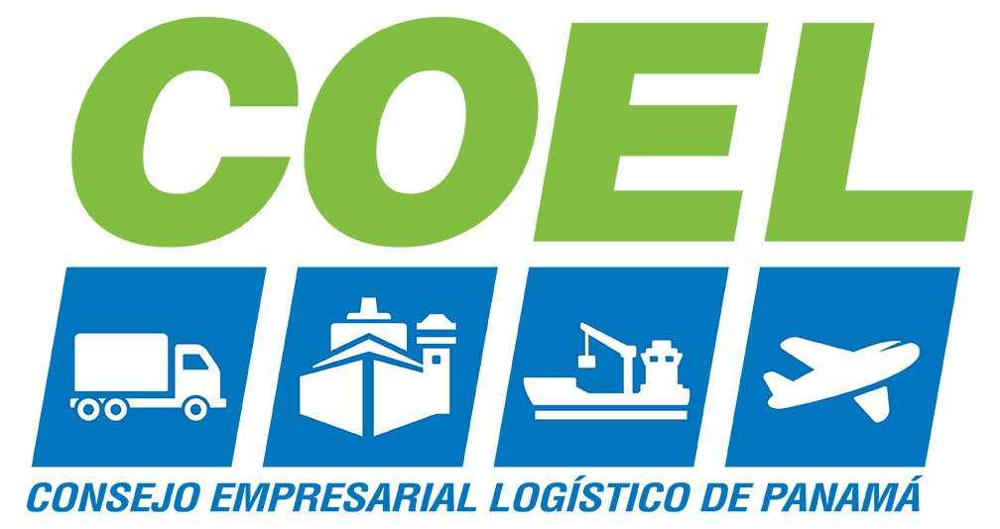 COEL
CONSEJO EMPRESARIAL LOGÍSTICO DE PANAMÁ